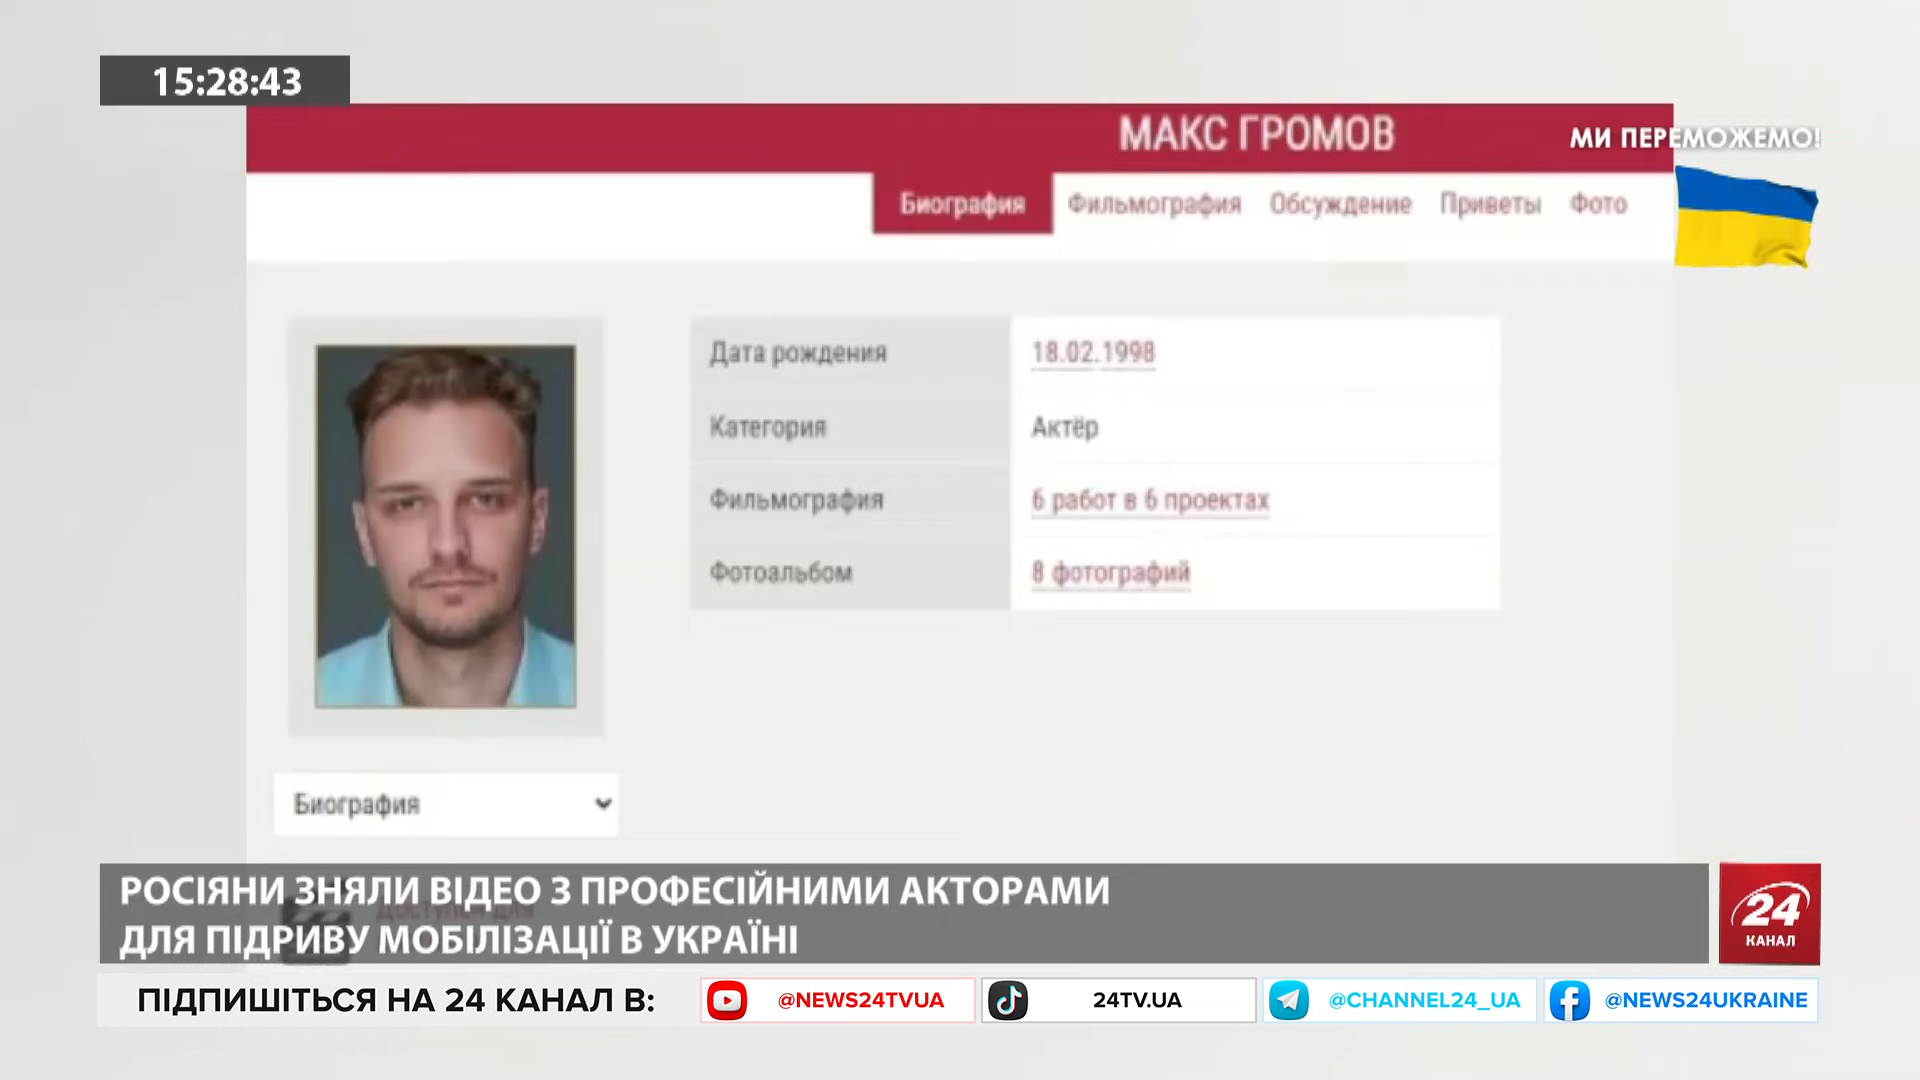 15:28:43
МАКС ГРОМОВ
МИ ПЕРЕМОЖЕМО!
Биография Фильмография Обсуждение Приветы Фото
Дата рождения 18.02.1998
Категория Актёр
Фильмография 6 работ в 6 проектах
Фотоальбом 8 фотографий
Биография
Доступен для
РОСІЯНИ ЗНЯЛИ ВІДЕО З ПРОФЕСІЙНИМИ АКТОРАМИ
ДЛЯ ПІДРИВУ МОБІЛІЗАЦІЇ В УКРАЇНІ
24
КАНАЛ
ПІДПИШІТЬСЯ НА 24 КАНАЛ В: @NEWS24TVUA 24TV.UA @CHANNEL24_UA @NEWS24UKRAINE